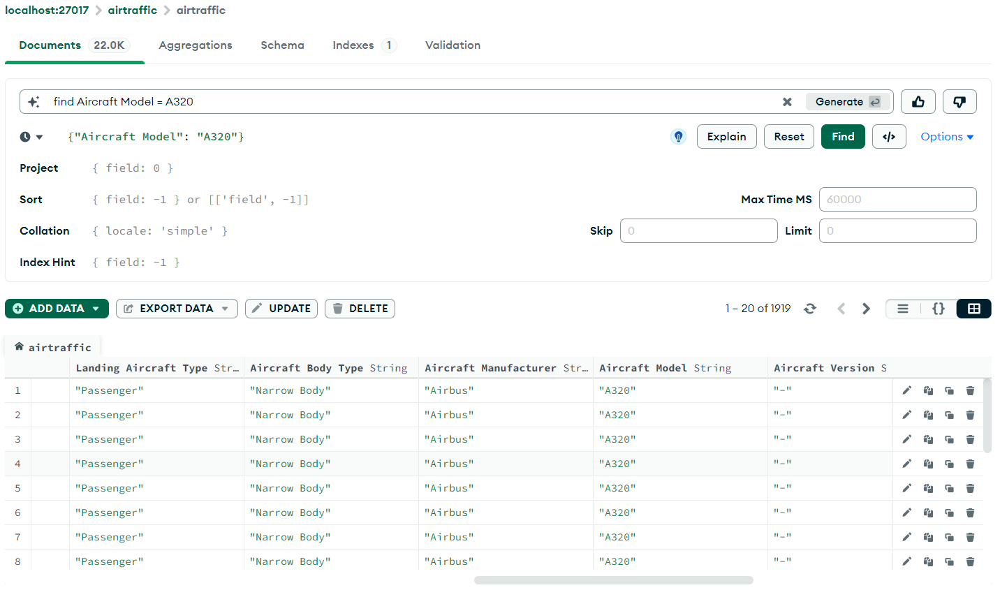 localhost:27017 > airtraffic > airtraffic
Documents 22.0K Aggregations Schema Indexes 1 Validation
find Aircraft Model = A320 Generate
{"Aircraft Model": "A320"} Explain Reset Find </> Options
Project { field: 0 }
Sort { field: -1 } or [['field', -1]] Max Time MS 60000
Collation { locale: 'simple' } Skip 0 Limit 0
Index Hint { field: -1 }
ADD DATA EXPORT DATA UPDATE DELETE 1 – 20 of 1919 {}
airtraffic
Landing Aircraft Type Str… Aircraft Body Type String Aircraft Manufacturer Str… Aircraft Model String Aircraft Version S
1 "Passenger" "Narrow Body" "Airbus" "A320" "-"
2 "Passenger" "Narrow Body" "Airbus" "A320" "-"
3 "Passenger" "Narrow Body" "Airbus" "A320" "-"
4 "Passenger" "Narrow Body" "Airbus" "A320" "-"
5 "Passenger" "Narrow Body" "Airbus" "A320" "-"
6 "Passenger" "Narrow Body" "Airbus" "A320" "-"
7 "Passenger" "Narrow Body" "Airbus" "A320" "-"
8 "Passenger" "Narrow Body" "Airbus" "A320" "-"